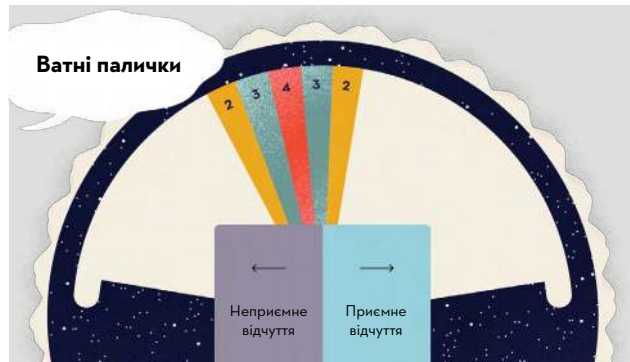 Ватні палички
2 3 4 3 2
← →
Неприємне
відчуття
Приємне
відчуття